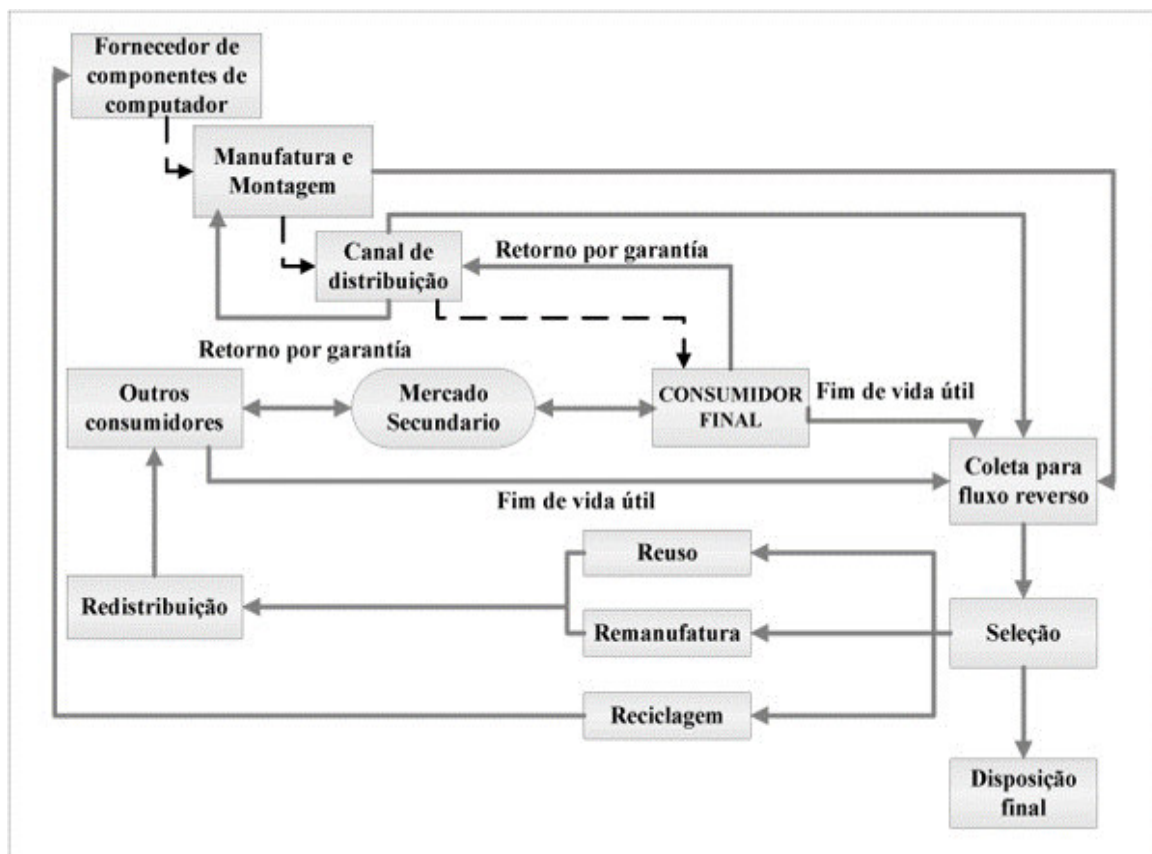 Fornecedor de
componentes de
computador
Manufatura e
Montagem
Canal de
distribuição
Retorno por garantía
Retorno por garantía
Outros
consumidores
Mercado
Secundario
CONSUMIDOR
FINAL
Fim de vida útil
Coleta para
fluxo reverso
Fim de vida útil
Reuso
Redistribuição
Remanufatura
Seleção
Reciclagem
Disposição
final